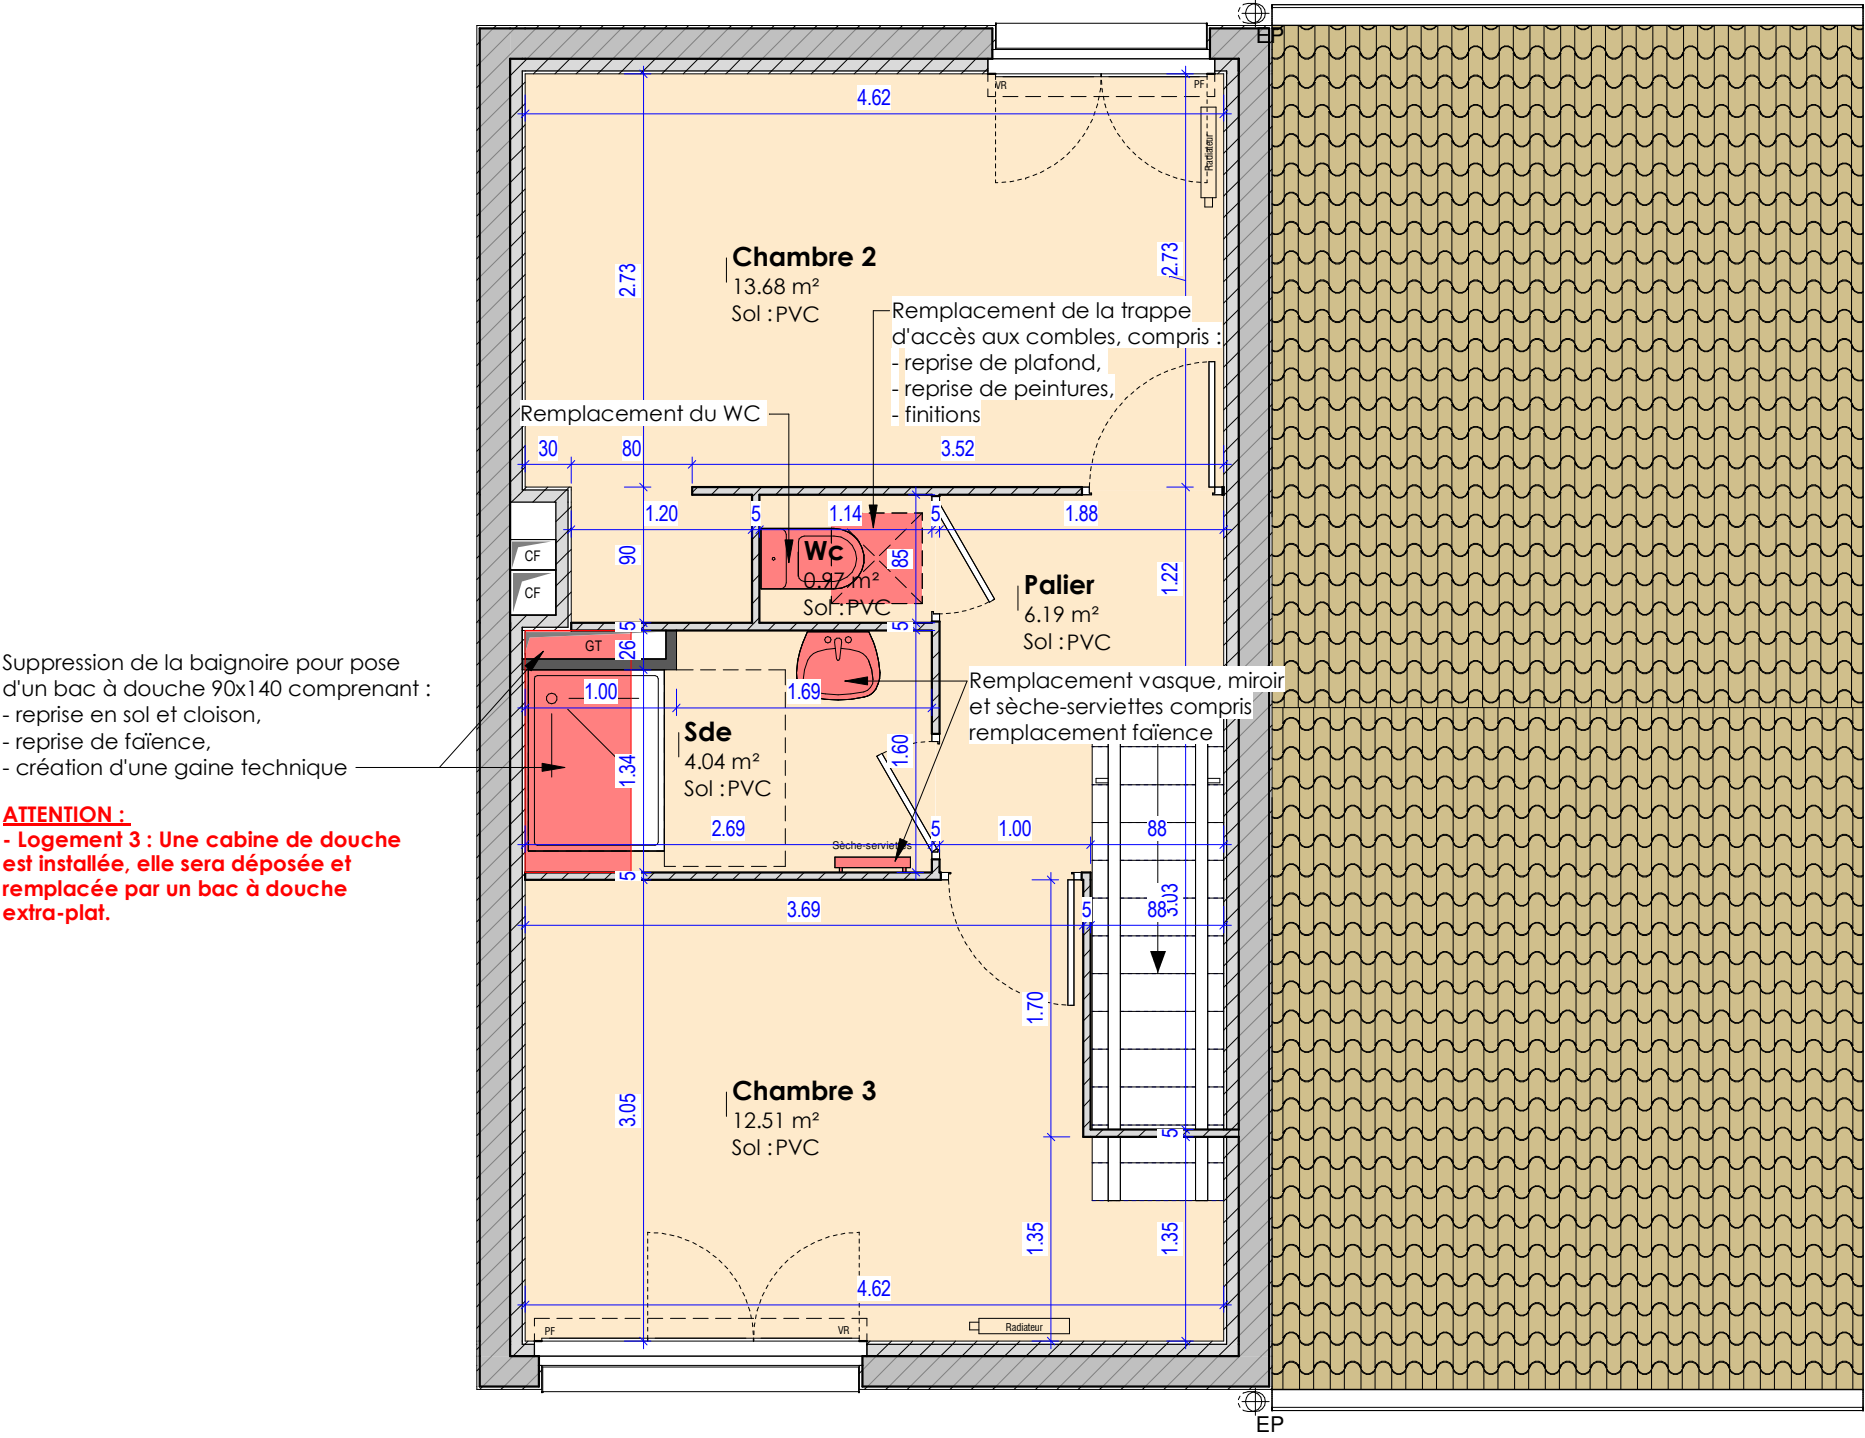 EP
VR
PF
4.62
Radiateur
2.73
2.73
Chambre 2
13.68 m²
Sol : PVC
Remplacement de la trappe
d'accès aux combles, compris :
- reprise de plafond,
- reprise de peintures,
- finitions
Remplacement du WC
30
80
3.52
1.20
5
1.14
5
1.88
CF
CF
90
Wc
0.97 m²
Sol : PVC
85
Palier
6.19 m²
Sol : PVC
1.22
5
5
GT
26
Suppression de la baignoire pour pose
d'un bac à douche 90x140 comprenant :
- reprise en sol et cloison,
- reprise de faïence,
- création d'une gaine technique
ATTENTION :
- Logement 3 : Une cabine de douche
est installée, elle sera déposée et
remplacée par un bac à douche
extra-plat.
1.00
1.69
Remplacement vasque, miroir
et sèche-serviettes compris
remplacement faïence
Sde
4.04 m²
Sol : PVC
1.34
1.60
2.69
5
1.00
88
Sèche-serviettes
5
3.69
5
88
3.03
1.70
Chambre 3
12.51 m²
Sol : PVC
3.05
5
1.35
1.35
4.62
PF
VR
Radiateur
EP